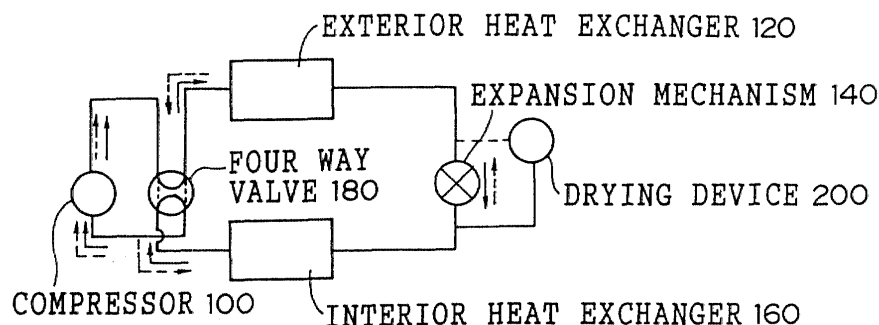 EXTERIOR HEAT EXCHANGER 120
EXPANSION MECHANISM 140
FOUR WAY
VALVE 180
DRYING DEVICE 200
COMPRESSOR 100
INTERIOR HEAT EXCHANGER 160